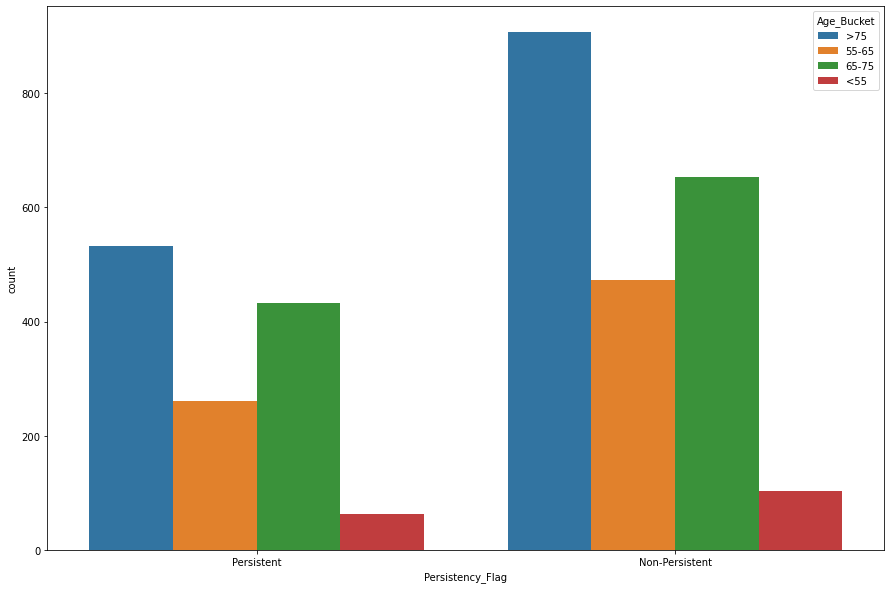 Age_Bucket
>75
55-65
65-75
<55
800
600
400
200
0
count
Persistent
Non-Persistent
Persistency_Flag